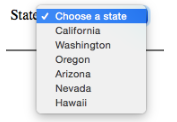 State ✓ Choose a state
California
Washington
Oregon
Arizona
Nevada
Hawaii